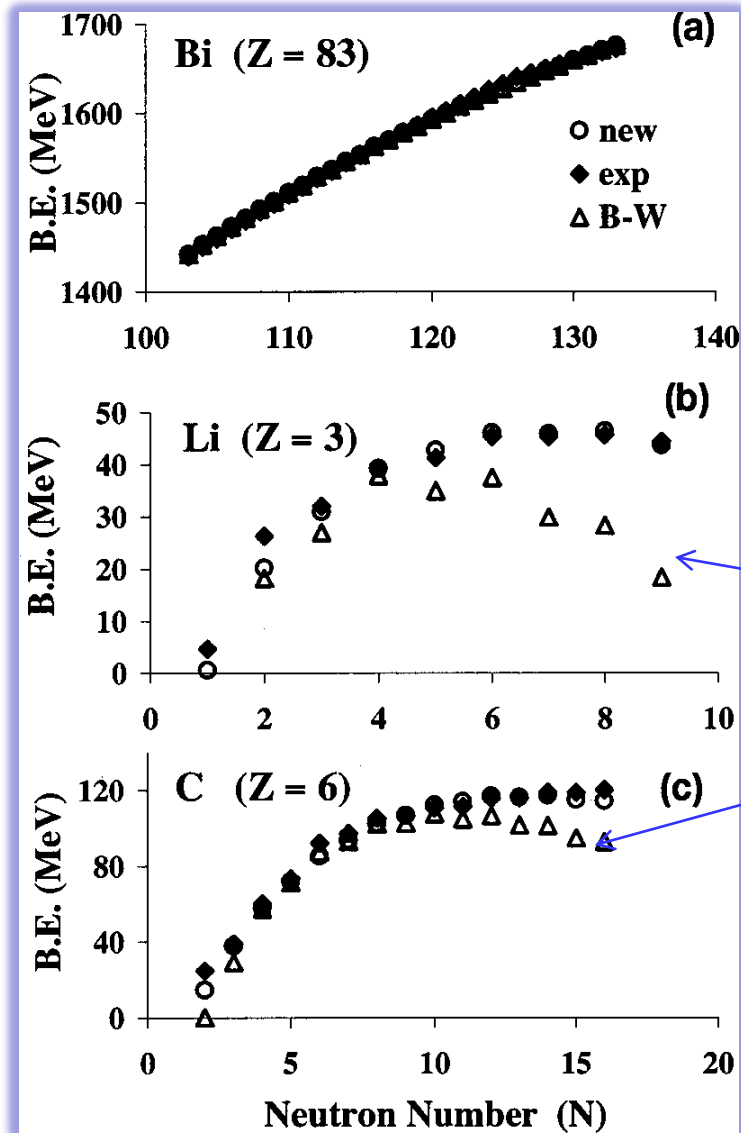 1700
(a)
Bi (Z = 83)
1600
new
exp
1500
B-W
1400
100 110 120 130 140
B.E. (MeV)
50
(b)
Li (Z = 3)
40
30
20
10
0
0 2 4 6 8 10
B.E. (MeV)
120
C (Z = 6)
(c)
80
40
0
0 5 10 15 20
B.E. (MeV)
Neutron Number (N)